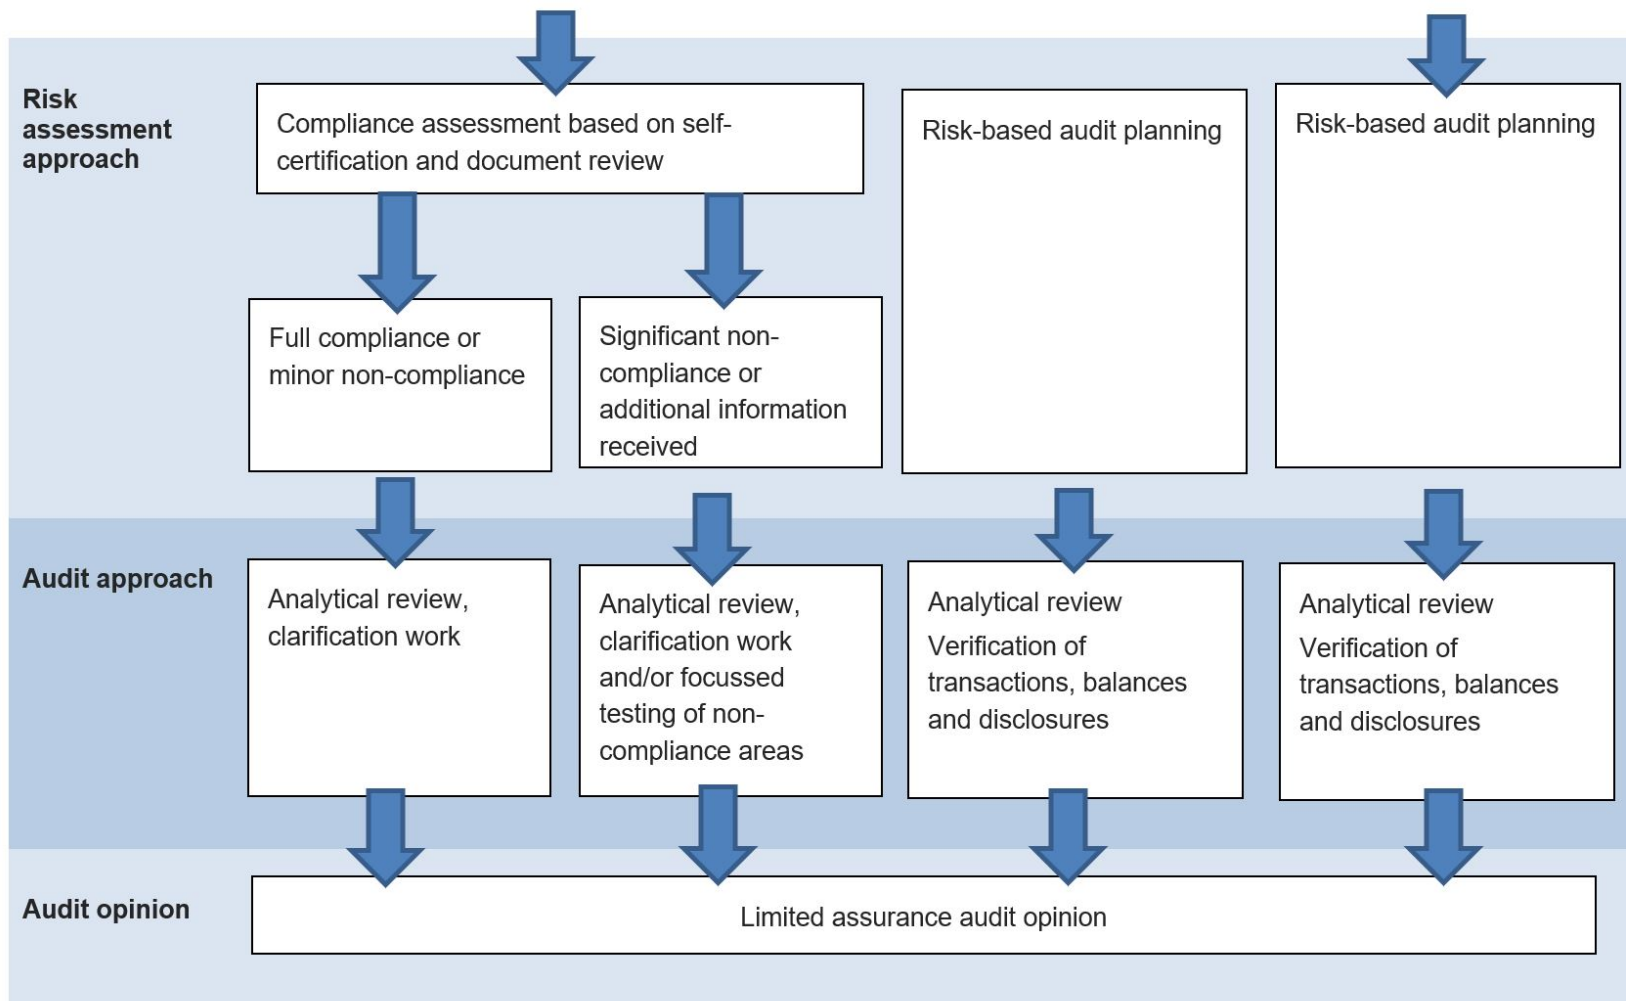 Risk
assessment
approach
Compliance assessment based on self-
certification and document review
Risk-based audit planning
Risk-based audit planning
Full compliance or
minor non-compliance
Significant non-
compliance or
additional information
received
Audit approach
Analytical review,
clarification work
Analytical review,
clarification work
and/or focussed
testing of non-
compliance areas
Analytical review
Verification of
transactions, balances
and disclosures
Analytical review
Verification of
transactions, balances
and disclosures
Audit opinion
Limited assurance audit opinion